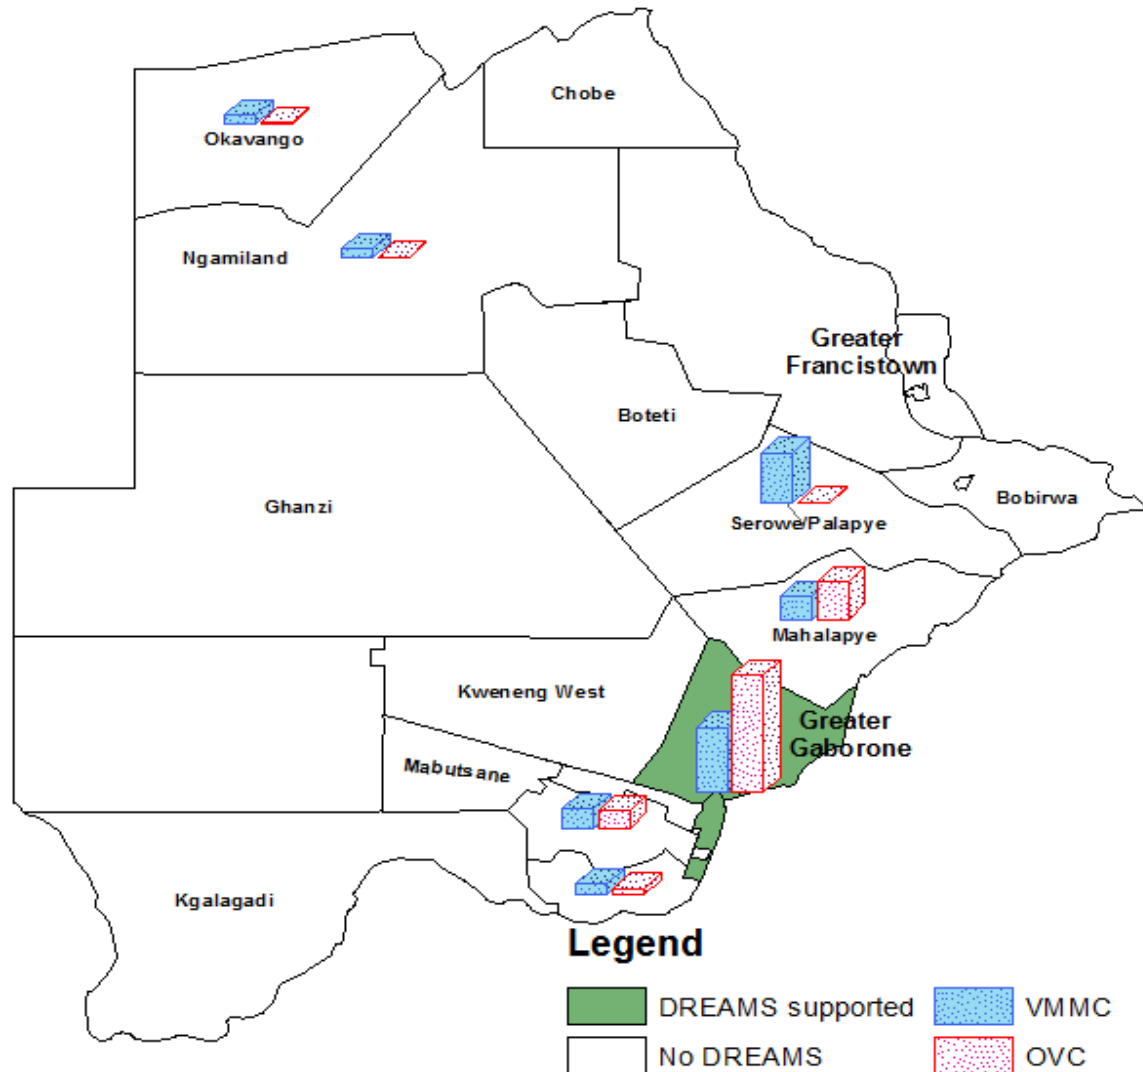 Chobe
Okavango
Ngamiland
Greater
Francistown
Boteti
Ghanzi
Bobirwa
Serowe/Palapye
Mahalapye
Kweneng West
Greater
Gaborone
Mabutsane
Kgalagadi
Legend
DREAMS supported
VMMC
No DREAMS
OVC